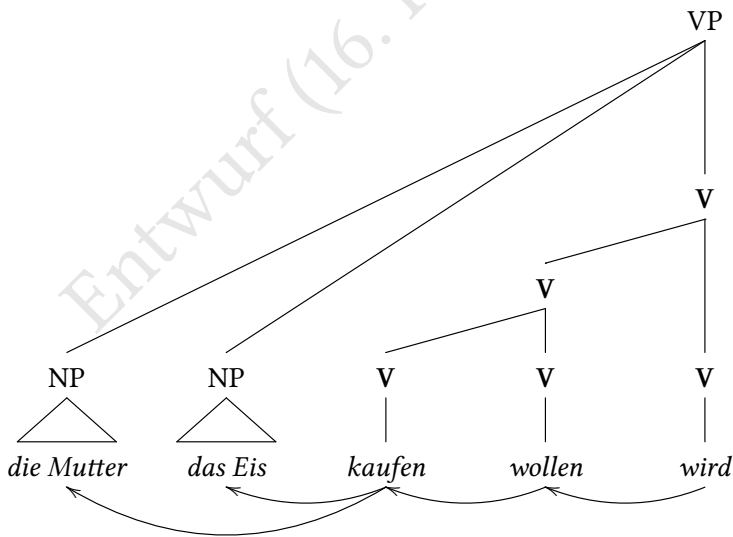 VP
V
V
NP NP V V V
die Mutter das Eis kaufen wollen wird
Entwurf (16.